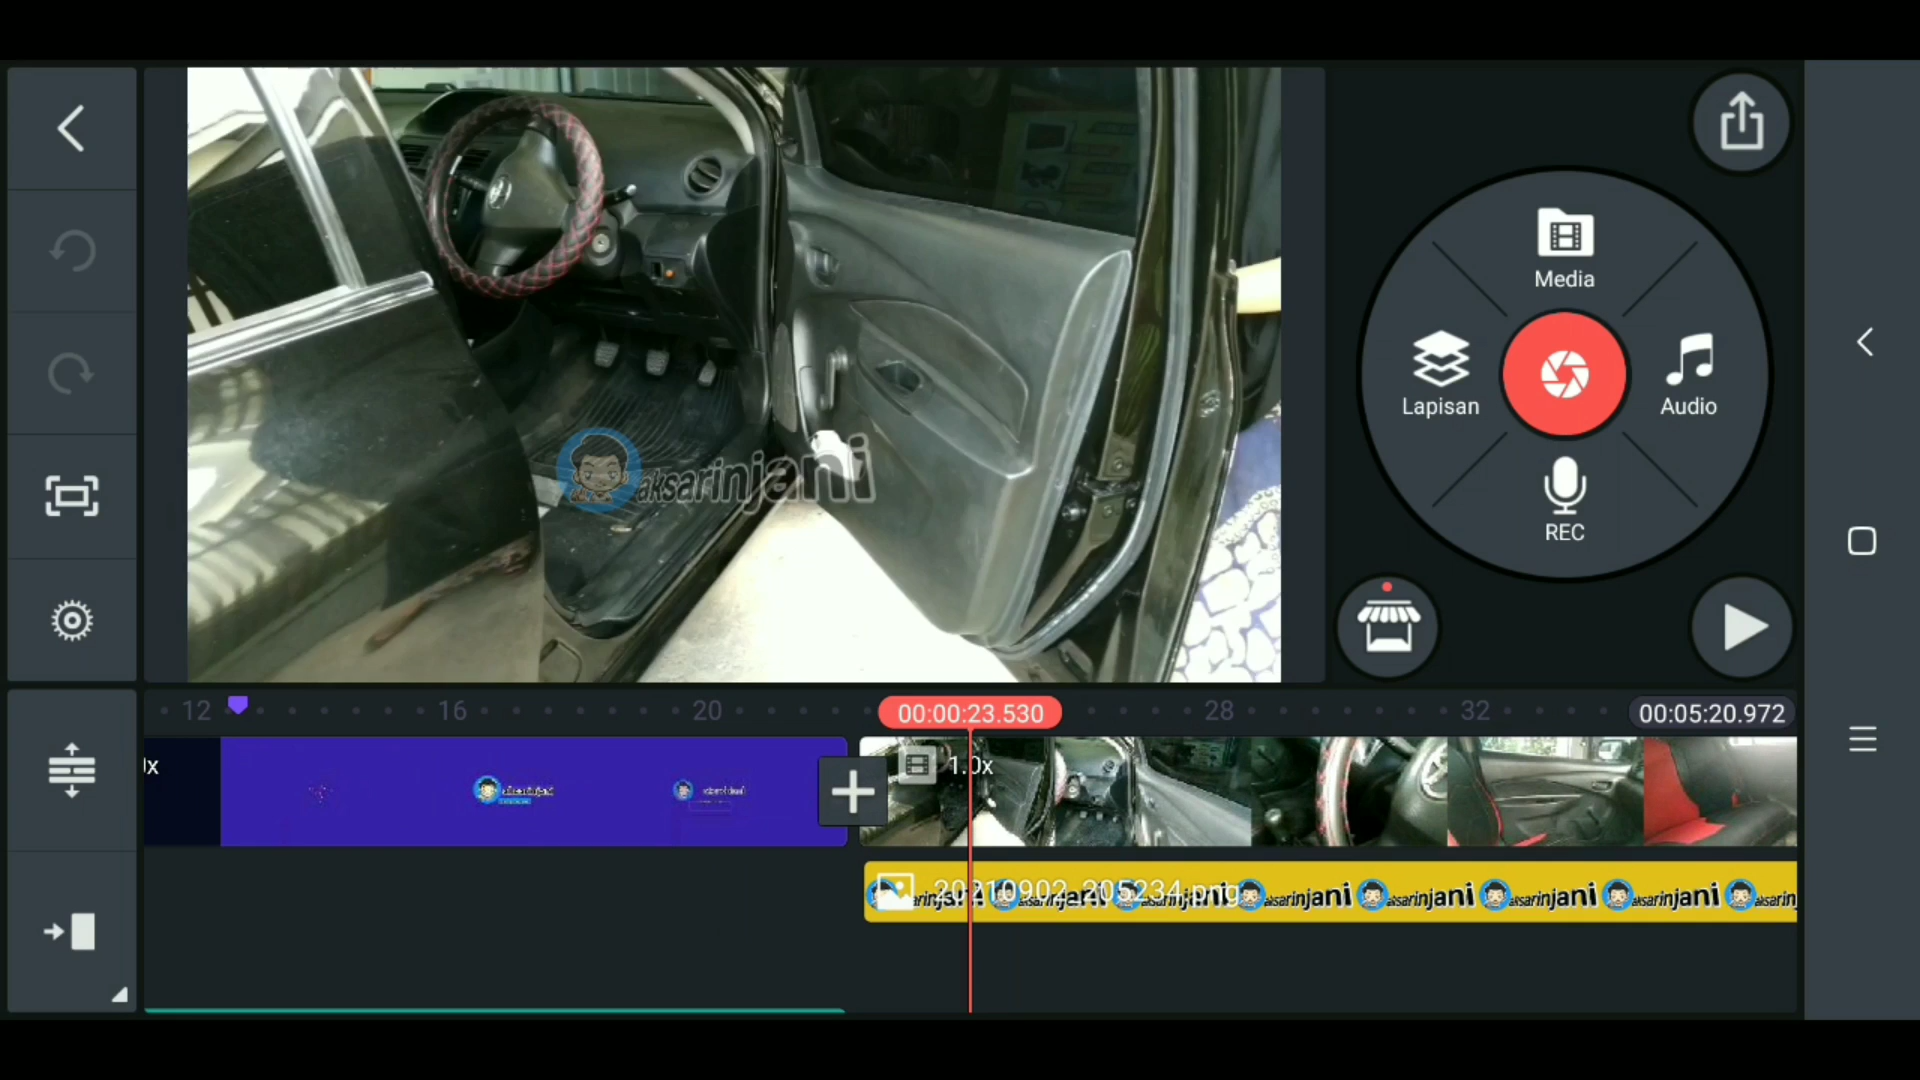 Media
Lapisan
Audio
REC
aksarinjani
12
16
20
00:00:23.530
28
32
00:05:20.972
x
1.0x
20210902_205234.png
aksarinjani aksarinjani aksarinjani aksarinjani